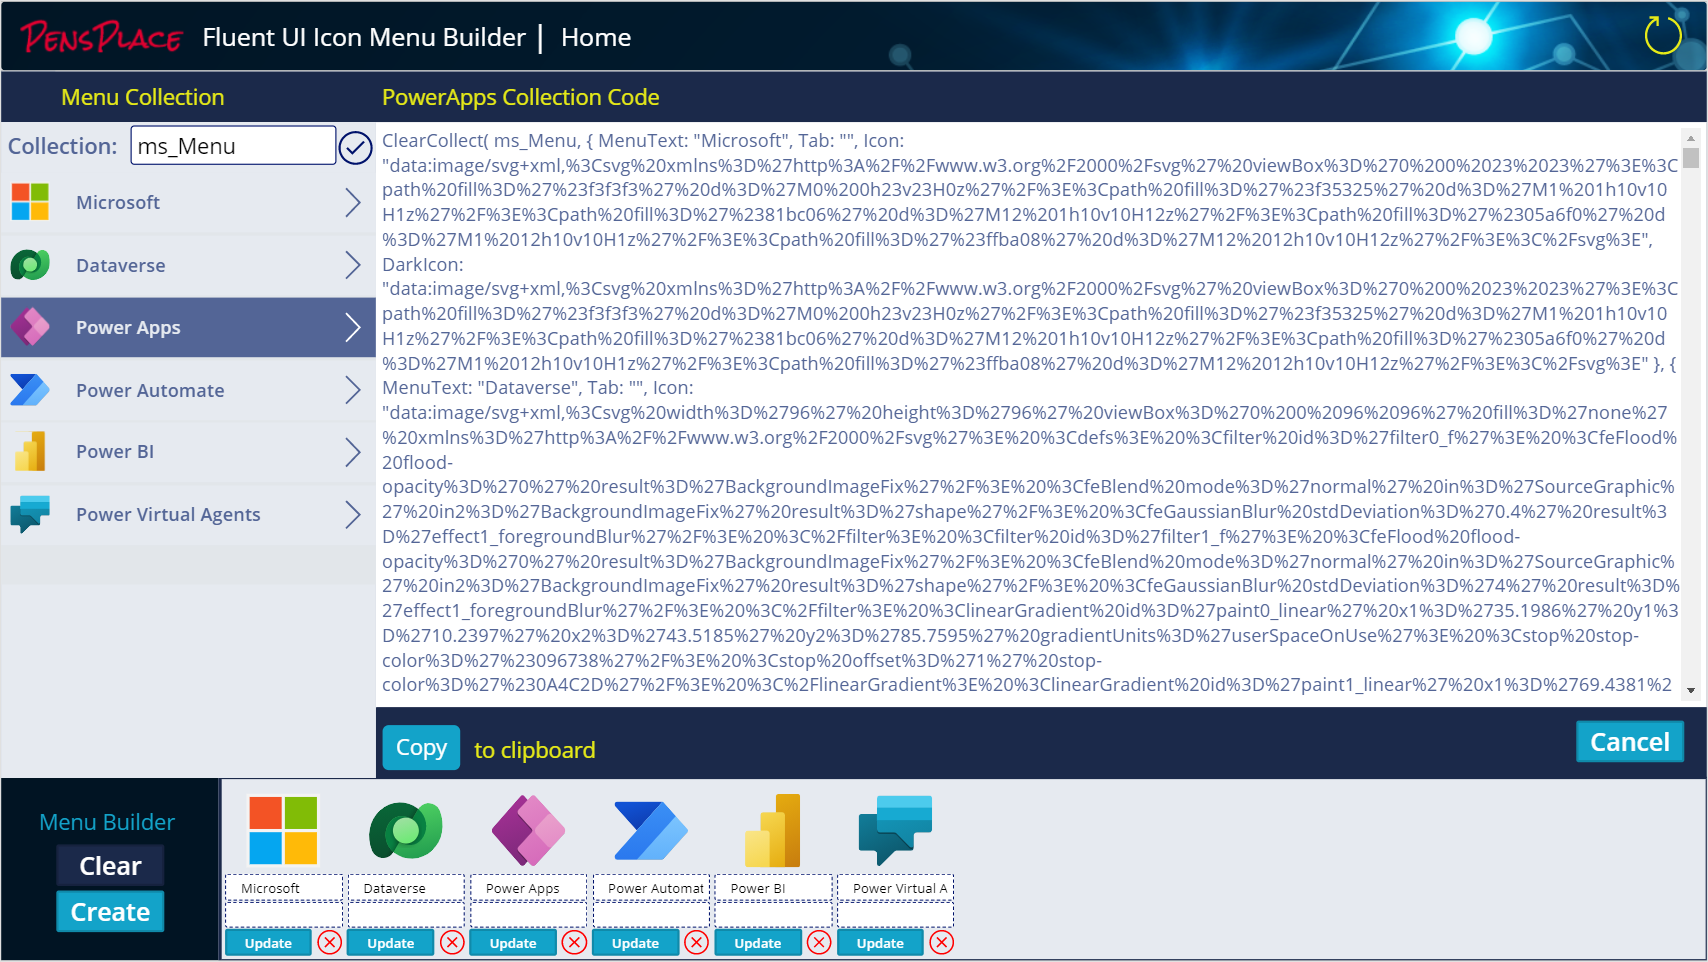 PENSPLACE Fluent UI Icon Menu Builder | Home
Menu Collection
PowerApps Collection Code
Collection: ms_Menu
Microsoft
Dataverse
Power Apps
Power Automate
Power BI
Power Virtual Agents
ClearCollect( ms_Menu, { MenuText: "Microsoft", Tab: "", Icon:
"data:image/svg+xml,%3Csvg%20xmlns%3D%27http%3A%2F%2Fwww.w3.org%2F2000%2Fsvg%27%20viewBox%3D%270%200%2023%2023%27%3E%3C
path%20fill%3D%27%23f3f3f3%27%20d%3D%27M0%200h23v23H0z%27%2F%3E%3Cpath%20fill%3D%27%23f35325%27%20d%3D%27M1%201h10v10
H1z%27%2F%3E%3Cpath%20fill%3D%27%2381bc06%27%20d%3D%27M12%201h10v10H12z%27%2F%3E%3Cpath%20fill%3D%27%2305a6f0%27%20d
%3D%27M1%2012h10v10H1z%27%2F%3E%3Cpath%20fill%3D%27%23ffba08%27%20d%3D%27M12%2012h10v10H12z%27%2F%3E%3C%2Fsvg%3E",
DarkIcon:
"data:image/svg+xml,%3Csvg%20xmlns%3D%27http%3A%2F%2Fwww.w3.org%2F2000%2Fsvg%27%20viewBox%3D%270%200%2023%2023%27%3E%3C
path%20fill%3D%27%23f3f3f3%27%20d%3D%27M0%200h23v23H0z%27%2F%3E%3Cpath%20fill%3D%27%23f35325%27%20d%3D%27M1%201h10v10
H1z%27%2F%3E%3Cpath%20fill%3D%27%2381bc06%27%20d%3D%27M12%201h10v10H12z%27%2F%3E%3Cpath%20fill%3D%27%2305a6f0%27%20d
%3D%27M1%2012h10v10H1z%27%2F%3E%3Cpath%20fill%3D%27%23ffba08%27%20d%3D%27M12%2012h10v10H12z%27%2F%3E%3C%2Fsvg%3E" }, {
MenuText: "Dataverse", Tab: "", Icon:
"data:image/svg+xml,%3Csvg%20width%3D%2796%27%20height%3D%2796%27%20viewBox%3D%270%200%2096%2096%27%20fill%3D%27none%27
%20xmlns%3D%27http%3A%2F%2Fwww.w3.org%2F2000%2Fsvg%27%3E%20%3Cdefs%3E%20%3Cfilter%20id%3D%27filter0_f%27%3E%20%3CfeFlood%
20flood-
opacity%3D%270%27%20result%3D%27BackgroundImageFix%27%2F%3E%20%3CfeBlend%20mode%3D%27normal%27%20in%3D%27SourceGraphic%
27%20in2%3D%27BackgroundImageFix%27%20result%3D%27shape%27%2F%3E%20%3CfeGaussianBlur%20stdDeviation%3D%270.4%27%20result%3
D%27effect1_foregroundBlur%27%2F%3E%20%3C%2Ffilter%3E%20%3Cfilter%20id%3D%27filter1_f%27%3E%20%3CfeFlood%20flood-
opacity%3D%270%27%20result%3D%27BackgroundImageFix%27%2F%3E%20%3CfeBlend%20mode%3D%27normal%27%20in%3D%27SourceGraphic%
27%20in2%3D%27BackgroundImageFix%27%20result%3D%27shape%27%2F%3E%20%3CfeGaussianBlur%20stdDeviation%3D%274%27%20result%3D%
27effect1_foregroundBlur%27%2F%3E%20%3C%2Ffilter%3E%20%3ClinearGradient%20id%3D%27paint0_linear%27%20x1%3D%2735.1986%27%20y1%3
D%2710.2397%27%20x2%3D%2743.5185%27%20y2%3D%2785.7595%27%20gradientUnits%3D%27userSpaceOnUse%27%3E%20%3Cstop%20stop-
color%3D%27%23096738%27%2F%3E%20%3Cstop%20offset%3D%271%27%20stop-
color%3D%27%230A4C2D%27%2F%3E%20%3C%2FlinearGradient%3E%20%3ClinearGradient%20id%3D%27paint1_linear%27%20x1%3D%2769.4381%2
Copy to clipboard
Cancel
Menu Builder
Clear
Create
Microsoft
Dataverse
Power Apps
Power Automat
Power BI
Power Virtual A
Update
Update
Update
Update
Update
Update